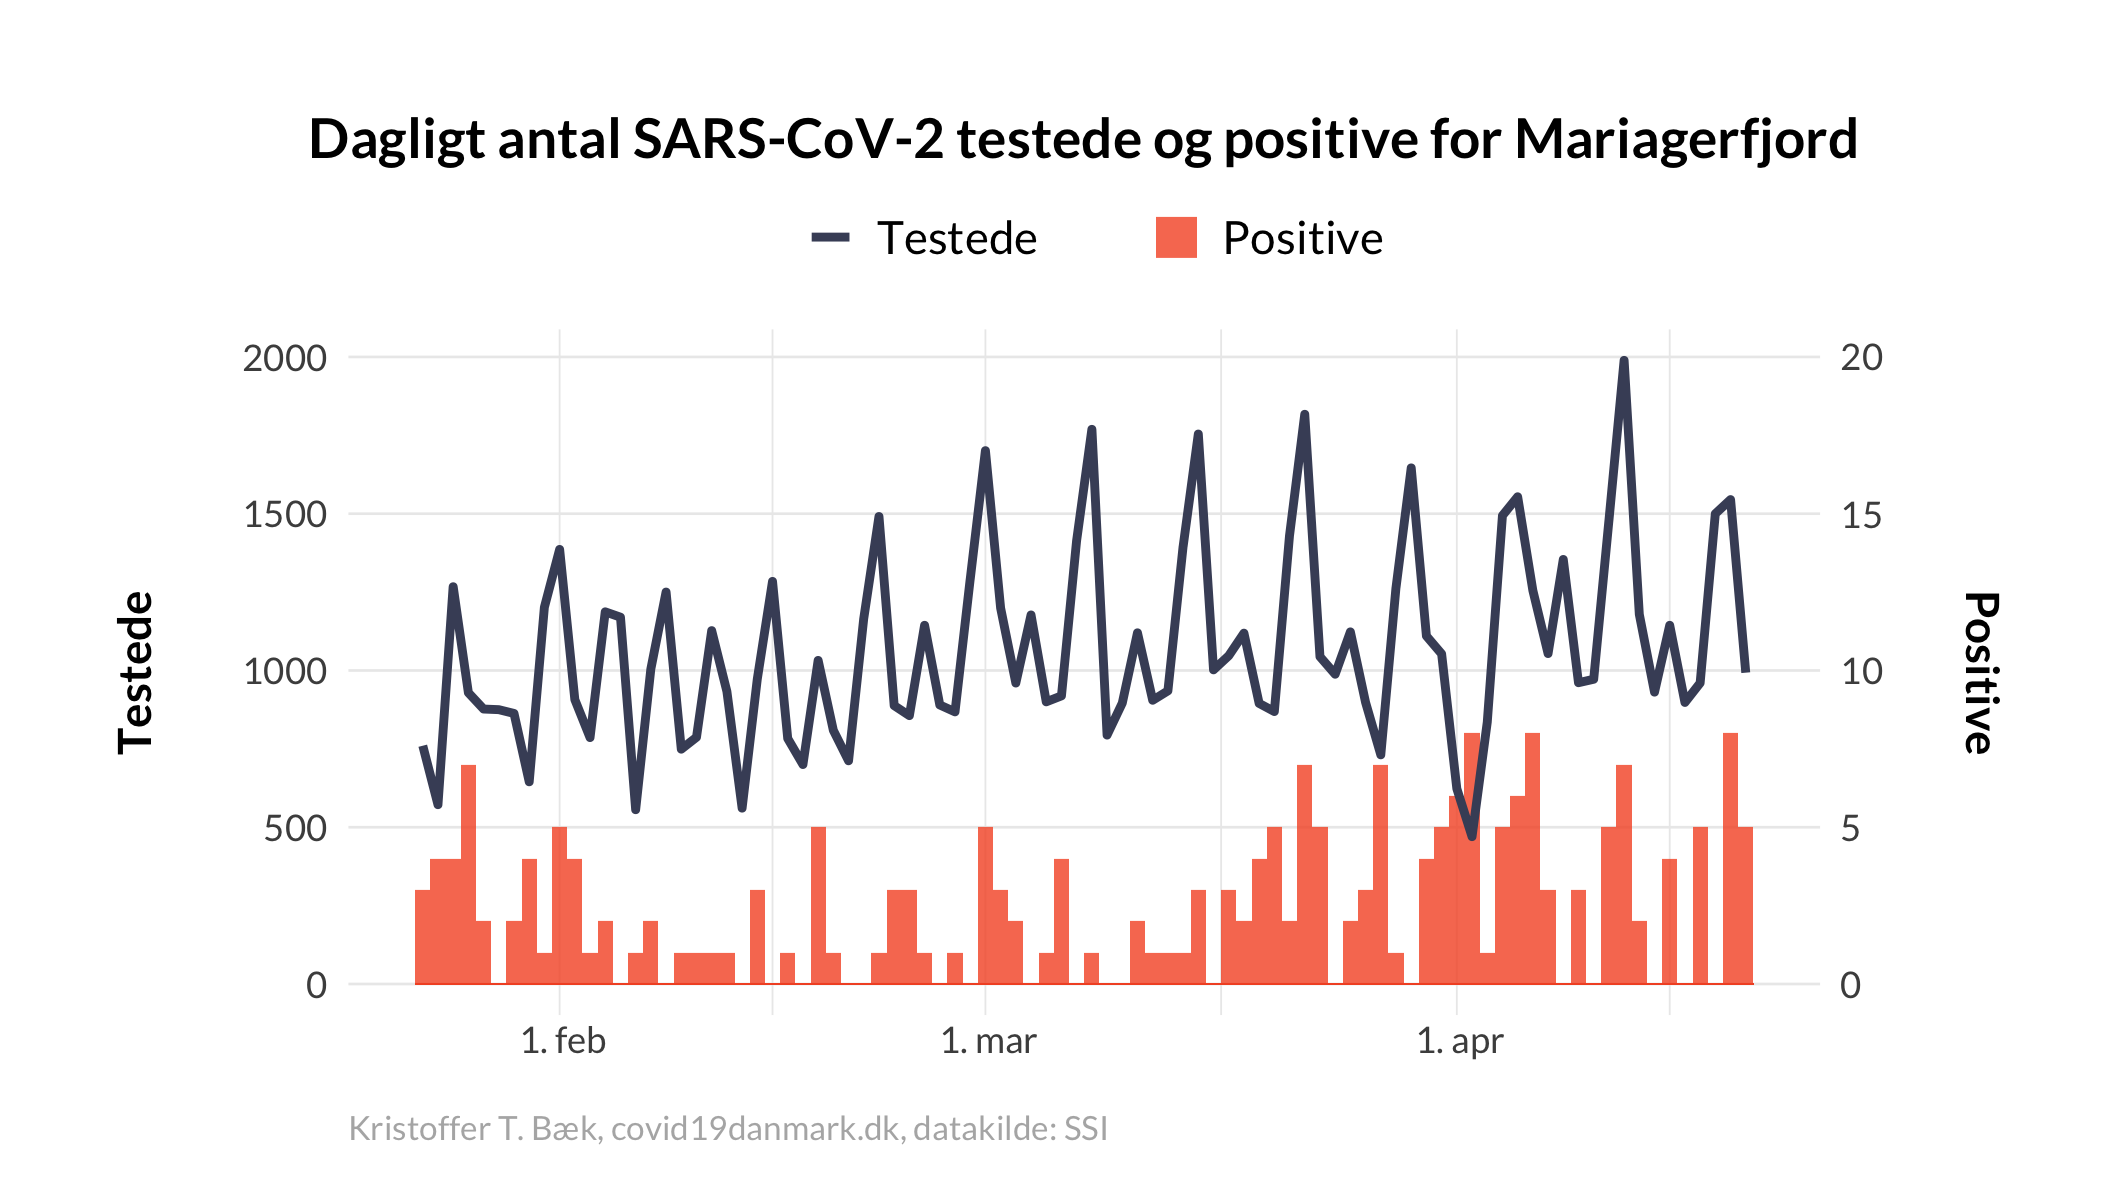 Dagligt antal SARS-CoV-2 testede og positive for Mariagerfjord
Testede Positive
2000 20
1500 15
1000 10
500 5
0 0
Testede
Positive
1. feb 1. mar 1. apr
Kristoffer T. Bæk, covid19danmark.dk, datakilde: SSI